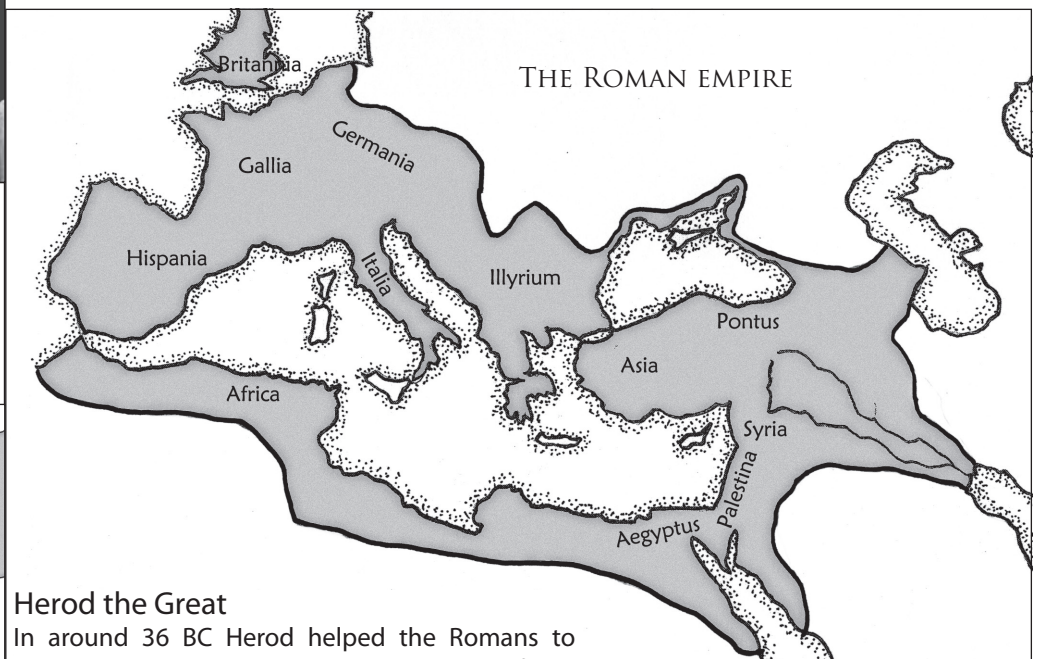 THE ROMAN EMPIRE
Britannia
Germania
Gallia
Hispania
Italia
Illyrium
Pontus
Asia
Africa
Syria
Palestina
Aegyptus
Herod the Great
In around 36 BC Herod helped the Romans to